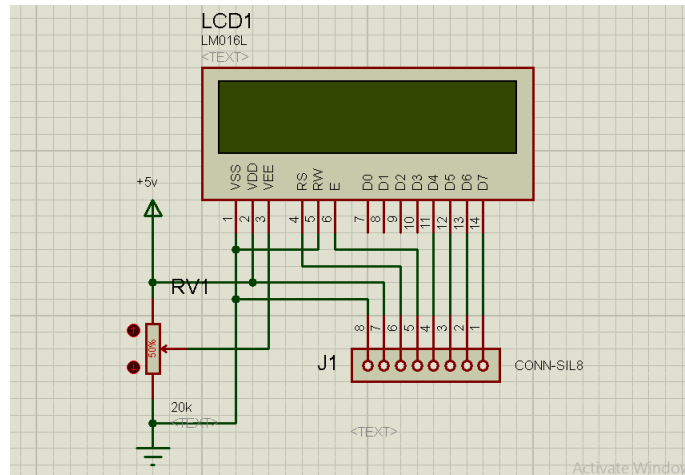 LCD1
LM016L
<TEXT>
VSS VDD VEE RS RW E D0 D1 D2 D3 D4 D5 D6 D7
1 2 3 4 5 6 7 8 9 10 11 12 13 14
+5v
RV1
50%
8 7 6 5 4 3 2 1
J1
CONN-SIL8
20k
<TEXT>
<TEXT>
Activate Window